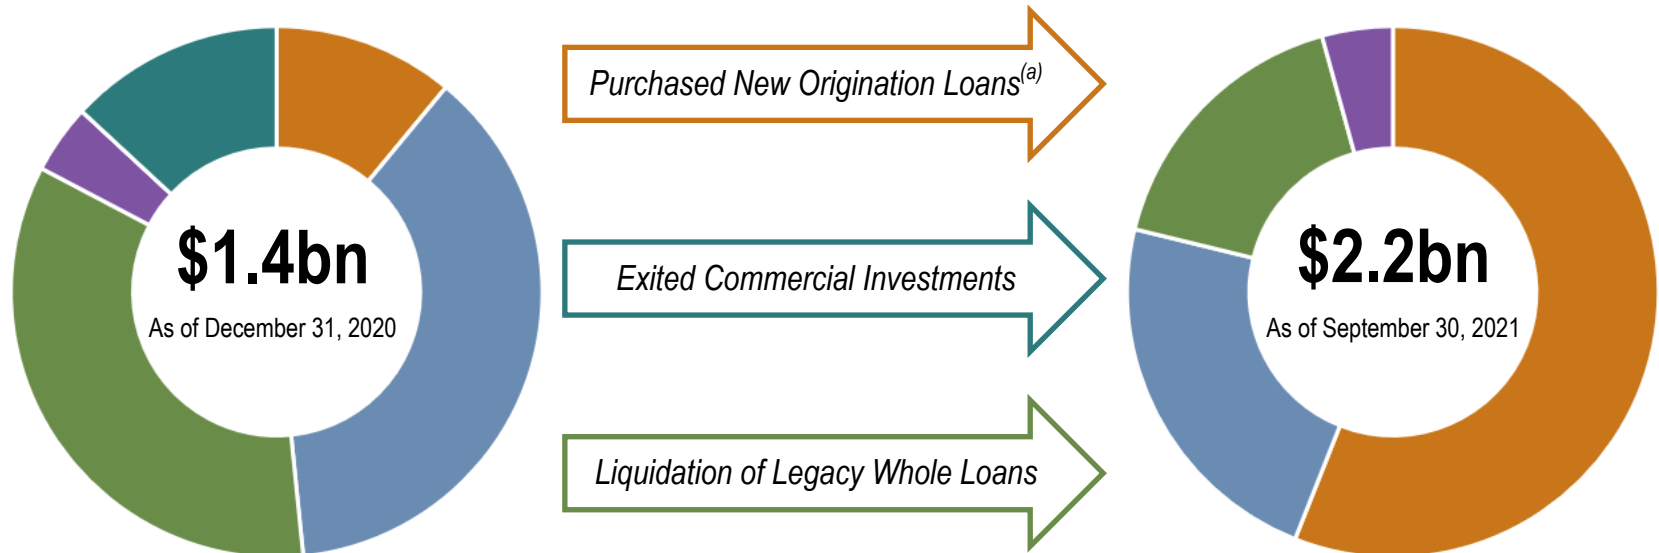 $1.4bn
As of December 31, 2020
Purchased New Origination Loans(a)
Exited Commercial Investments
Liquidation of Legacy Whole Loans
$2.2bn
As of September 30, 2021